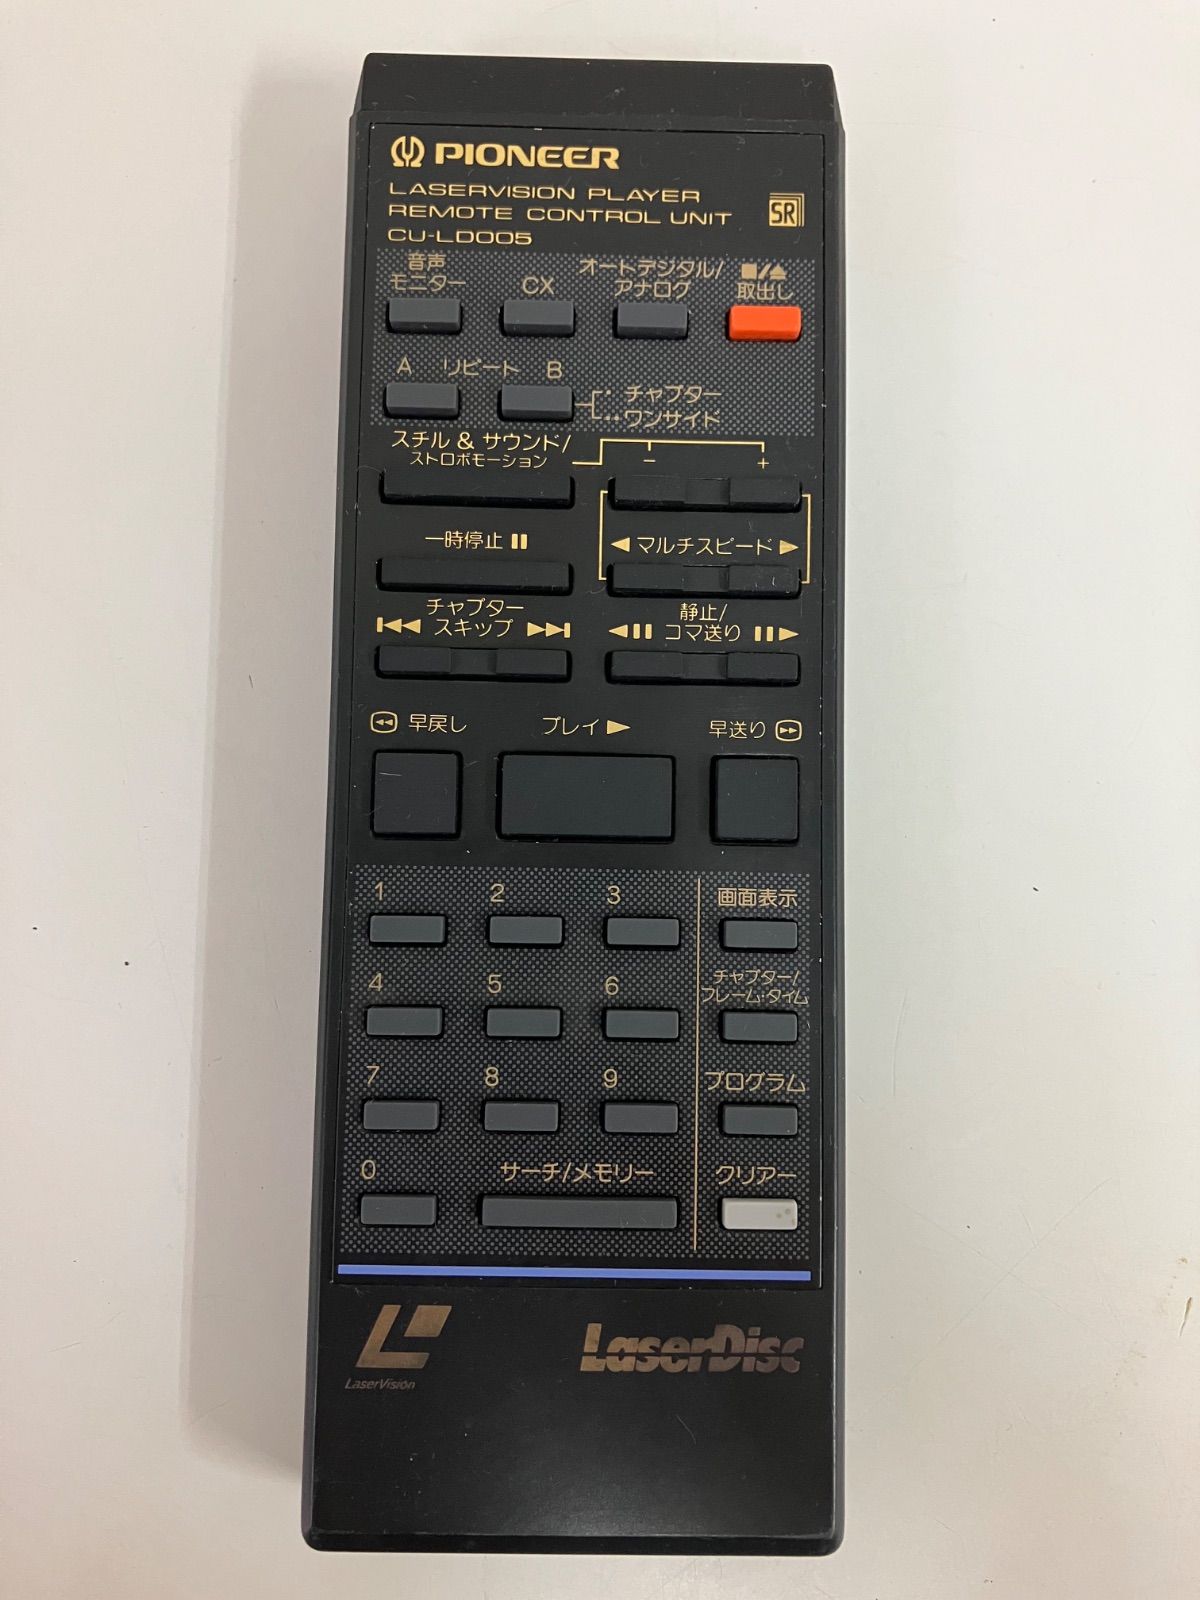 PIONEER
LASERVISION PLAYER
REMOTE CONTROL UNIT
CU-LD005
SR
音声
モニター
CX
オートデジタル/
アナログ
■/▲
取出し
A リピート B
チャプター
ワンサイド
スチル & サウンド/
ストロボモーション
− +
一時停止 ⏸
◀ マルチスピード ▶
チャプター
スキップ
静止/
コマ送り
早戻し
プレイ ▶
早送り
1 2 3
画面表示
4 5 6
チャプター/
フレーム・タイム
7 8 9
プログラム
0
サーチ/メモリー
クリアー
LaserVision
LaserDisc